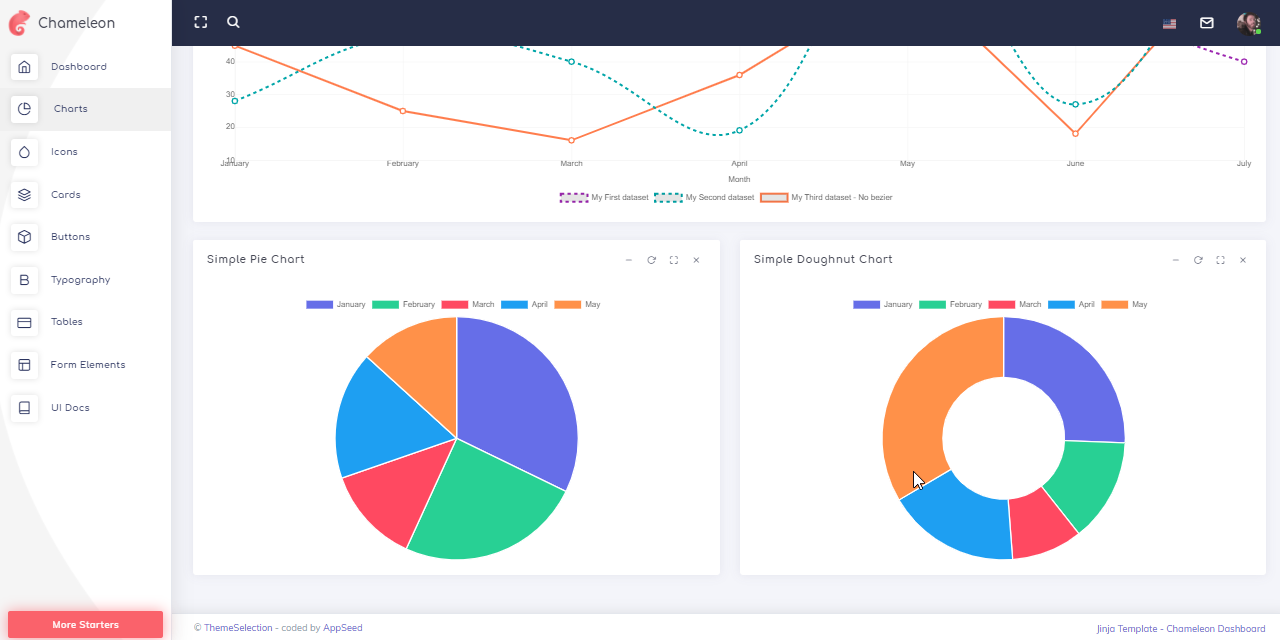 Chameleon
Dashboard
Charts
Icons
Cards
Buttons
B Typography
Tables
Form Elements
UI Docs
More Starters
40
30
20
10
January February March April May June July
Month
My First dataset My Second dataset My Third dataset - No bezier
Simple Pie Chart
January February March April May
Simple Doughnut Chart
January February March April May
© ThemeSelection - coded by AppSeed
Jinja Template - Chameleon Dashboard